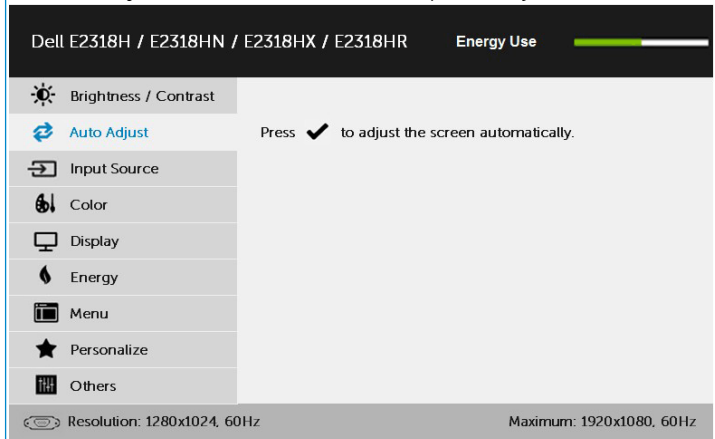 Dell E2318H / E2318HN / E2318HX / E2318HR Energy Use
Brightness / Contrast
Auto Adjust Press ✔ to adjust the screen automatically.
Input Source
Color
Display
Energy
Menu
Personalize
Others
Resolution: 1280x1024, 60Hz Maximum: 1920x1080, 60Hz